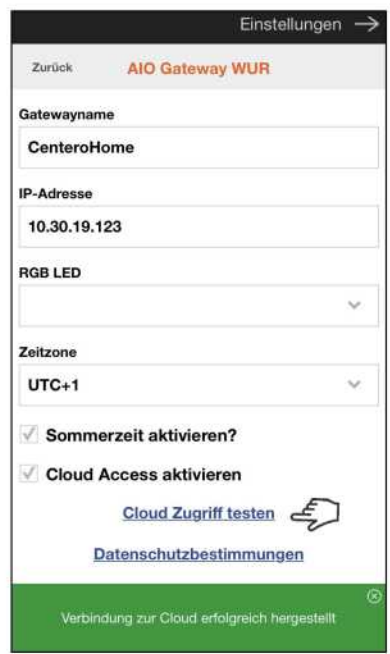 Einstellungen
Zurück AIO Gateway WUR
Gatewayname
CenteroHome
IP-Adresse
10.30.19.123
RGB LED
Zeitzone
UTC+1
Sommerzeit aktivieren?
Cloud Access aktivieren
Cloud Zugriff testen
Datenschutzbestimmungen
Verbindung zur Cloud erfolgreich hergestellt